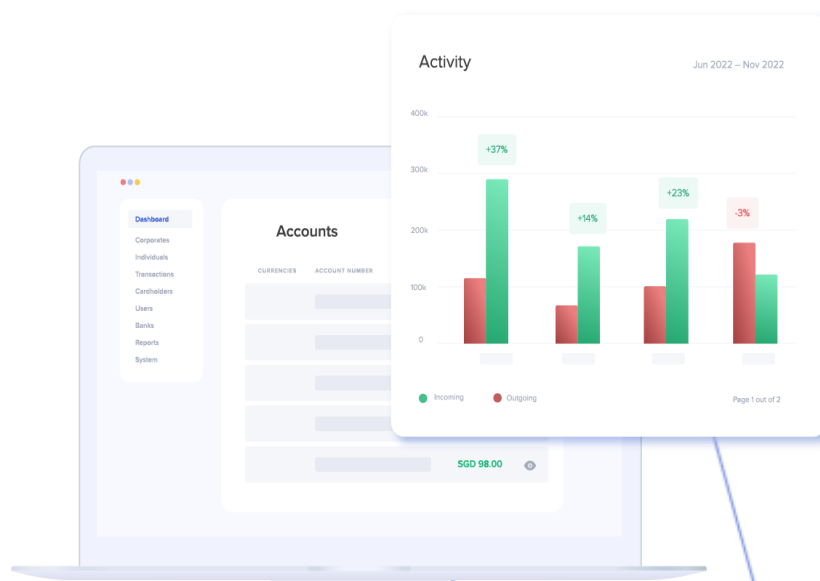 Activity
Jun 2022 – Nov 2022
400k
300k
200k
100k
0
+37%
+14%
+23%
-3%
Incoming
Outgoing
Page 1 out of 2
Dashboard
Corporates
Individuals
Transactions
Cardholders
Users
Banks
Reports
System
Accounts
CURRENCIES
ACCOUNT NUMBER
SGD 98.00